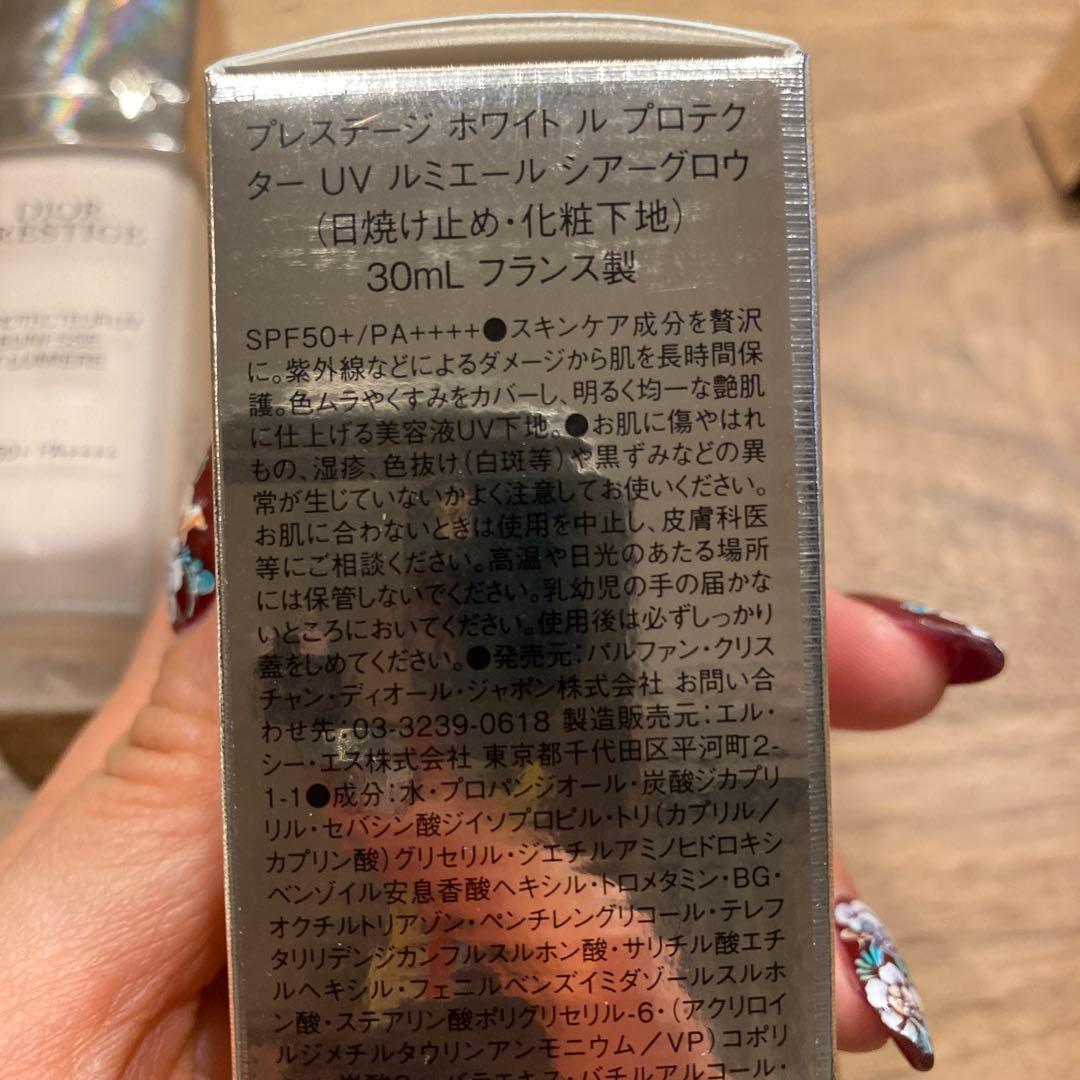 プレステージ ホワイト ル プロテク
ター UV ルミエール シアーグロウ
(日焼け止め・化粧下地)
30mL フランス製
SPF50+/PA++++●スキンケア成分を贅沢
に。紫外線などによるダメージから肌を長時間保
護。色ムラやくすみをカバーし、明るく均一な艶肌
に仕上げる美容液UV下地。●お肌に傷やはれ
もの、湿疹、色抜け(白斑等)や黒ずみなどの異
常が生じていないかよく注意してお使いください。
お肌に合わないときは使用を中止し、皮膚科医
等にご相談ください。高温や日光のあたる場所
には保管しないでください。乳幼児の手の届かな
いところにおいてください。使用後は必ずしっかり
蓋をしめてください。●発売元:パルファン・クリス
チャン・ディオール・ジャポン株式会社 お問い合
わせ先:03-3239-0618 製造販売元:エル・
シー・エス株式会社 東京都千代田区平河町2-
1-1●成分:水・プロパンジオール・炭酸ジカプリ
リル・セバシン酸ジイソプロピル・トリ(カプリル/
カプリン酸)グリセリル・ジエチルアミノヒドロキシ
ベンゾイル安息香酸ヘキシル・トロメタミン・BG・
オクチルトリアゾン・ペンチレングリコール・テレフ
タリリデンジカンフルスルホン酸・サリチル酸エチ
ルヘキシル・フェニルベンズイミダゾールスルホ
ン酸・ステアリン酸ポリグリセリル-6・(アクリロイ
ルジメチルタウリンアンモニウム/VP)コポリ
バチルアルコール・
DIOR
PRESTIGE
PROTECTEUR UV
JEUNESSE
LUMIÈRE
PA++++